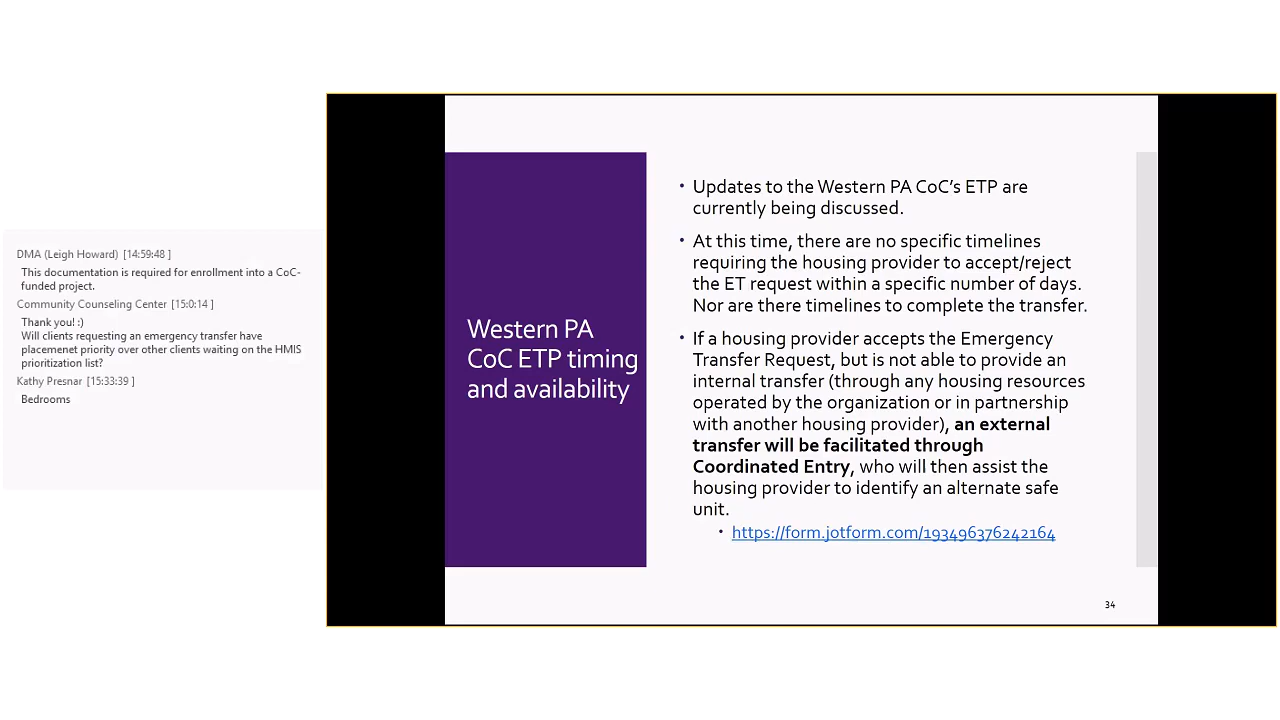 DMA (Leigh Howard) [14:59:48 ]
This documentation is required for enrollment into a CoC-
funded project.
Community Counseling Center [15:0:14 ]
Thank you! :)
Will clients requesting an emergency transfer have
placemenet priority over other clients waiting on the HMIS
prioritization list?
Kathy Presnar [15:33:39 ]
Bedrooms
Western PA
CoC ETP timing
and availability
• Updates to the Western PA CoC’s ETP are
currently being discussed.
• At this time, there are no specific timelines
requiring the housing provider to accept/reject
the ET request within a specific number of days.
Nor are there timelines to complete the transfer.
• If a housing provider accepts the Emergency
Transfer Request, but is not able to provide an
internal transfer (through any housing resources
operated by the organization or in partnership
with another housing provider), an external
transfer will be facilitated through
Coordinated Entry, who will then assist the
housing provider to identify an alternate safe
unit.
• https://form.jotform.com/193496376242164
34